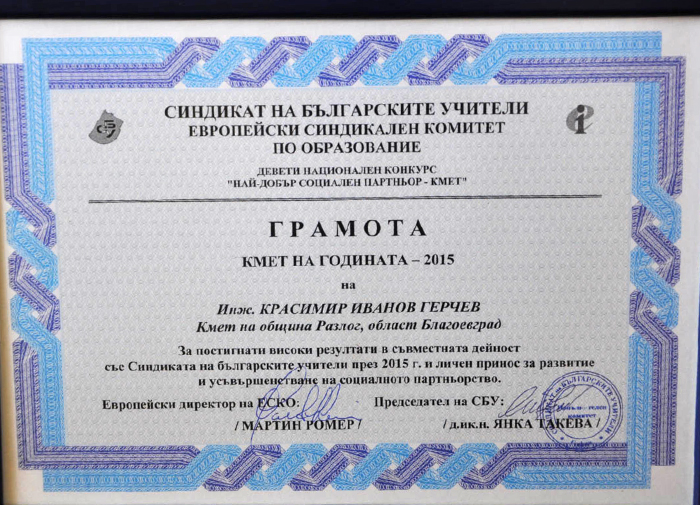 СИНДИКАТ НА БЪЛГАРСКИТЕ УЧИТЕЛИ
ЕВРОПЕЙСКИ СИНДИКАЛЕН КОМИТЕТ
ПО ОБРАЗОВАНИЕ
ДЕВЕТИ НАЦИОНАЛЕН КОНКУРС
"НАЙ-ДОБЪР СОЦИАЛЕН ПАРТНЬОР - КМЕТ"
ГРАМОТА
КМЕТ НА ГОДИНАТА – 2015
на
Инж. КРАСИМИР ИВАНОВ ГЕРЧЕВ
Кмет на община Разлог, област Благоевград
За постигнати високи резултати в съвместната дейност
със Синдиката на българските учители през 2015 г. и личен принос за развитие
и усъвършенстване на социалното партньорство.
Европейски директор на ЕСКО: Председател на СБУ:
/ МАРТИН РОМЕР / / д.ик.н. ЯНКА ТАКЕВА /